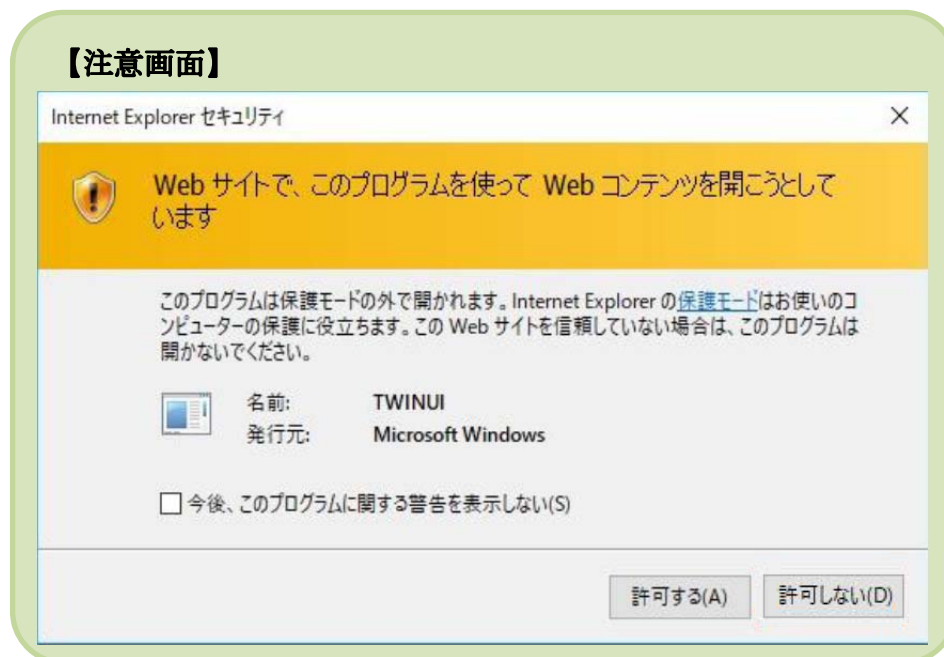 【注意画面】
Internet Explorer セキュリティ
Web サイトで、このプログラムを使って Web コンテンツを開こうとして
います
このプログラムは保護モードの外で開かれます。Internet Explorer の保護モードはお使いのコ
ンピューターの保護に役立ちます。この Web サイトを信頼していない場合は、このプログラムは
開かないでください。
名前: TWINUI
発行元: Microsoft Windows
今後、このプログラムに関する警告を表示しない(S)
許可する(A) 許可しない(D)